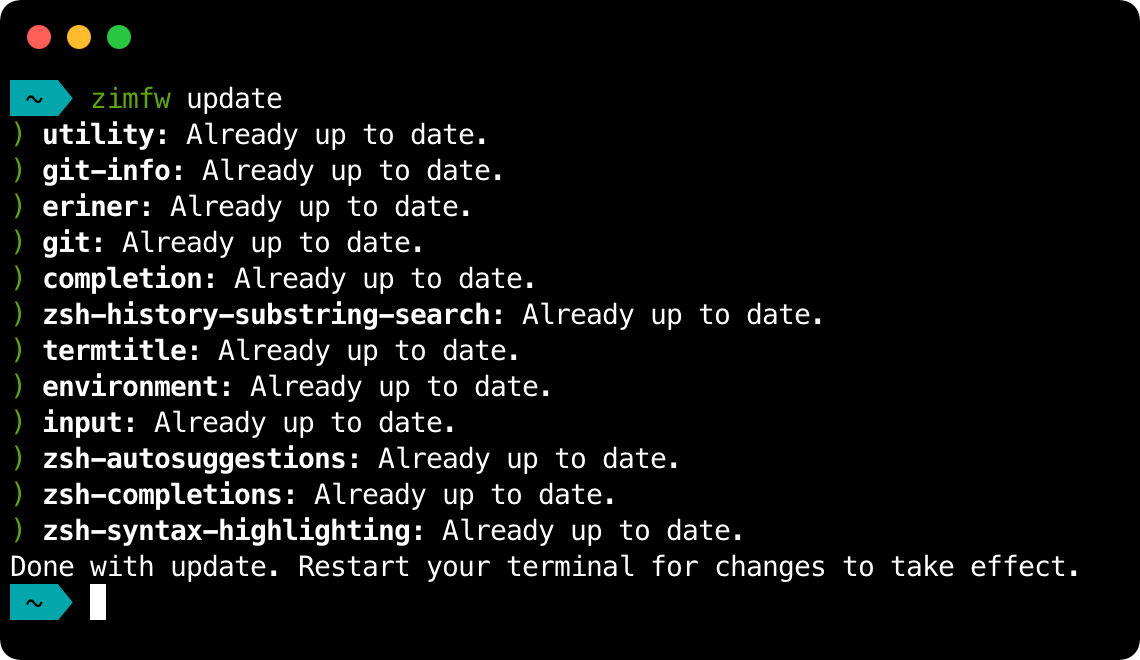 ~ zimfw update
) utility: Already up to date.
) git-info: Already up to date.
) eriner: Already up to date.
) git: Already up to date.
) completion: Already up to date.
) zsh-history-substring-search: Already up to date.
) termtitle: Already up to date.
) environment: Already up to date.
) input: Already up to date.
) zsh-autosuggestions: Already up to date.
) zsh-completions: Already up to date.
) zsh-syntax-highlighting: Already up to date.
Done with update. Restart your terminal for changes to take effect.
~